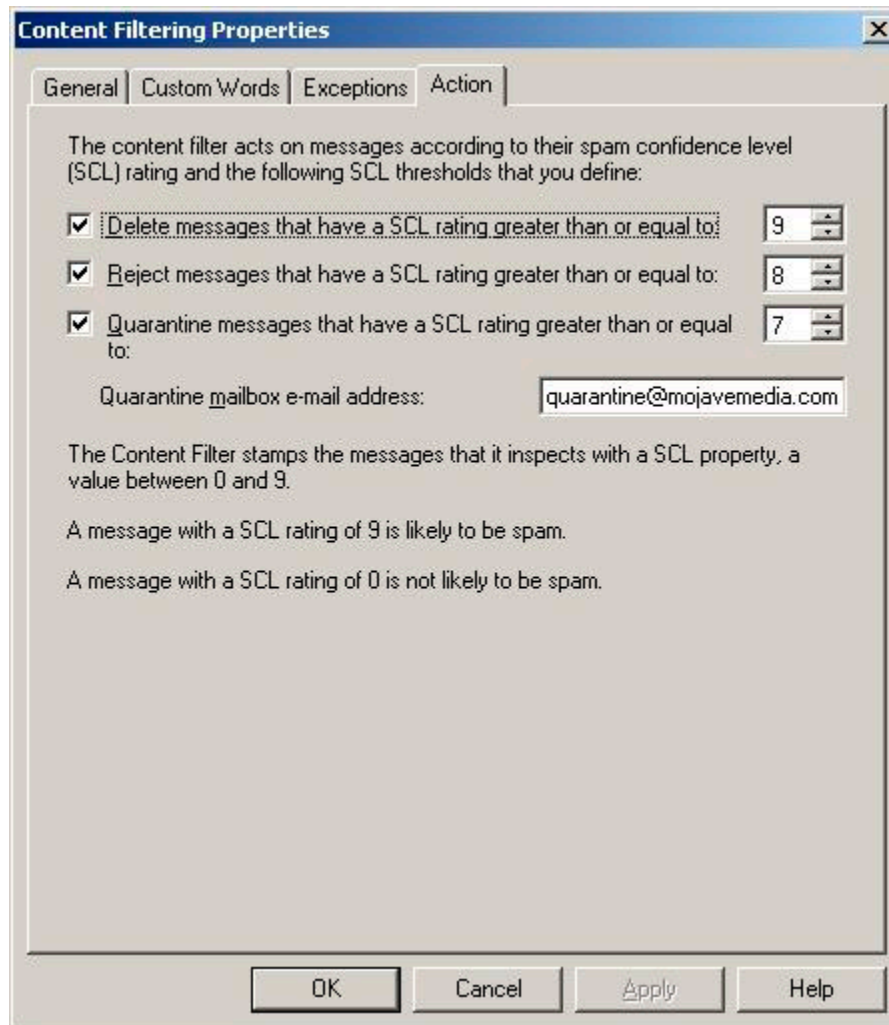 Content Filtering Properties
General Custom Words Exceptions Action
The content filter acts on messages according to their spam confidence level
(SCL) rating and the following SCL thresholds that you define:
Delete messages that have a SCL rating greater than or equal to: 9
Reject messages that have a SCL rating greater than or equal to: 8
Quarantine messages that have a SCL rating greater than or equal 7
to:
Quarantine mailbox e-mail address: quarantine@mojavemedia.com
The Content Filter stamps the messages that it inspects with a SCL property, a
value between 0 and 9.
A message with a SCL rating of 9 is likely to be spam.
A message with a SCL rating of 0 is not likely to be spam.
OK Cancel Apply Help